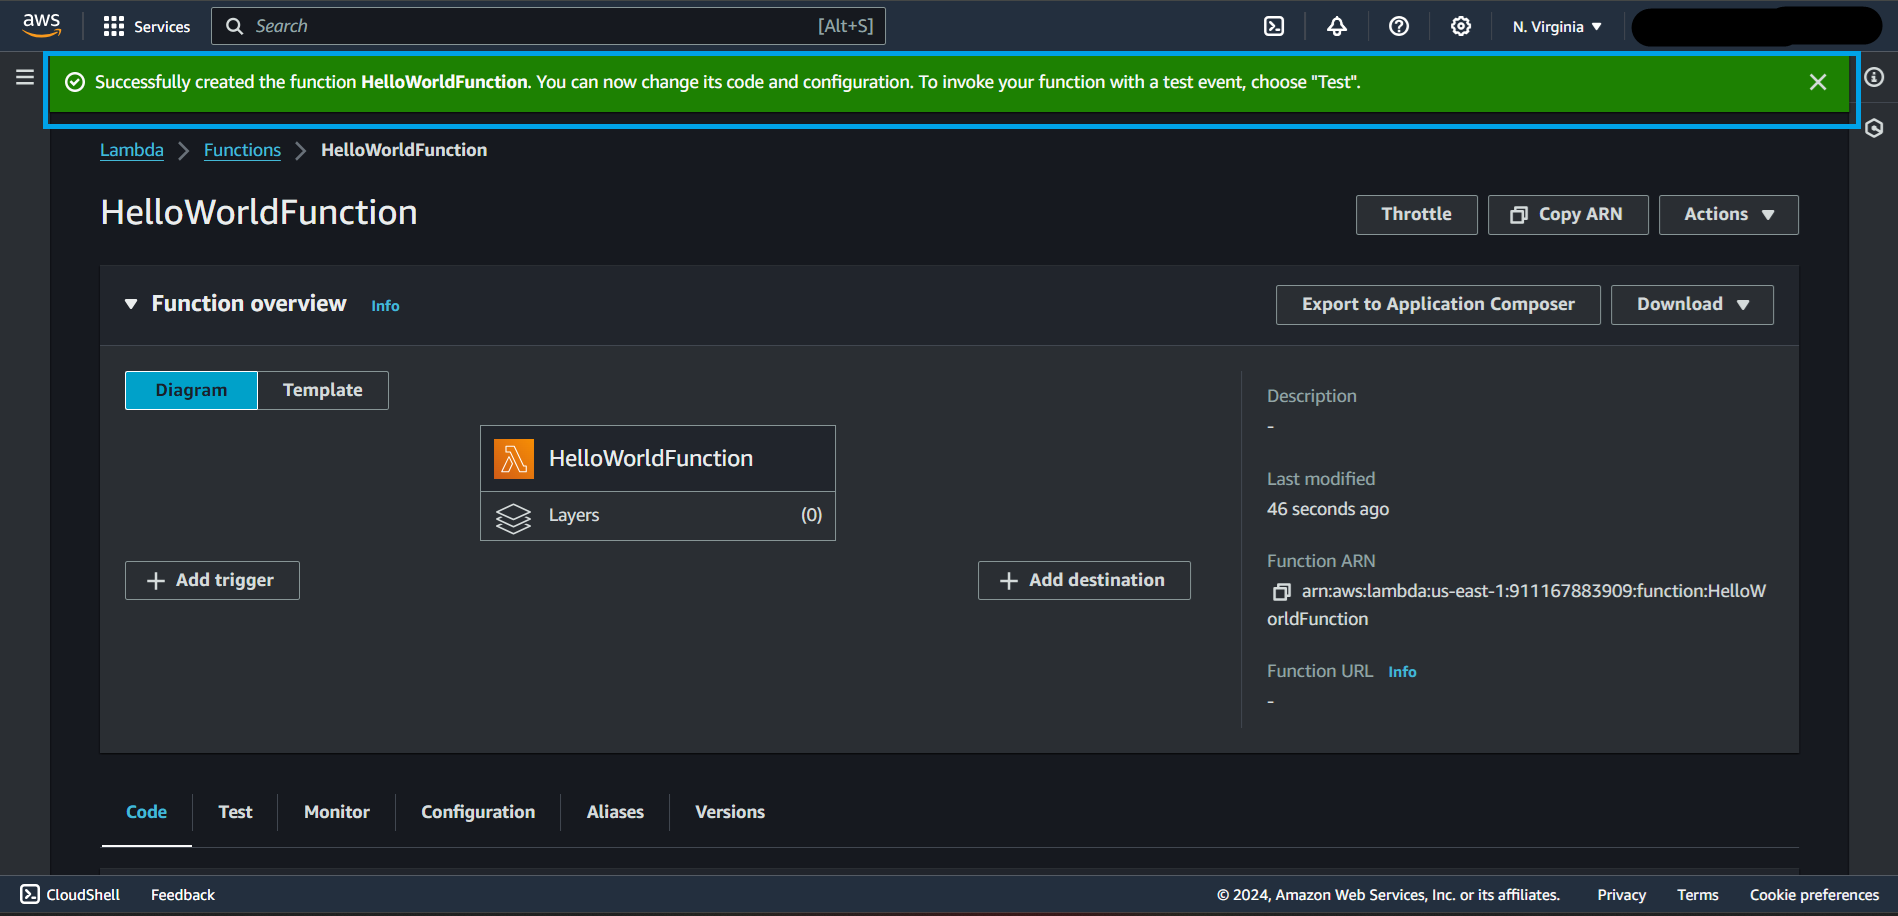 aws Services Search [Alt+S] N. Virginia
Successfully created the function HelloWorldFunction. You can now change its code and configuration. To invoke your function with a test event, choose "Test".
Lambda Functions HelloWorldFunction
HelloWorldFunction Throttle Copy ARN Actions
Function overview Info Export to Application Composer Download
Diagram Template
Description
-
HelloWorldFunction
Layers (0)
Last modified
46 seconds ago
Add trigger Add destination
Function ARN
arn:aws:lambda:us-east-1:911167883909:function:HelloW
orldFunction
Function URL Info
-
Code Test Monitor Configuration Aliases Versions
CloudShell Feedback © 2024, Amazon Web Services, Inc. or its affiliates. Privacy Terms Cookie preferences